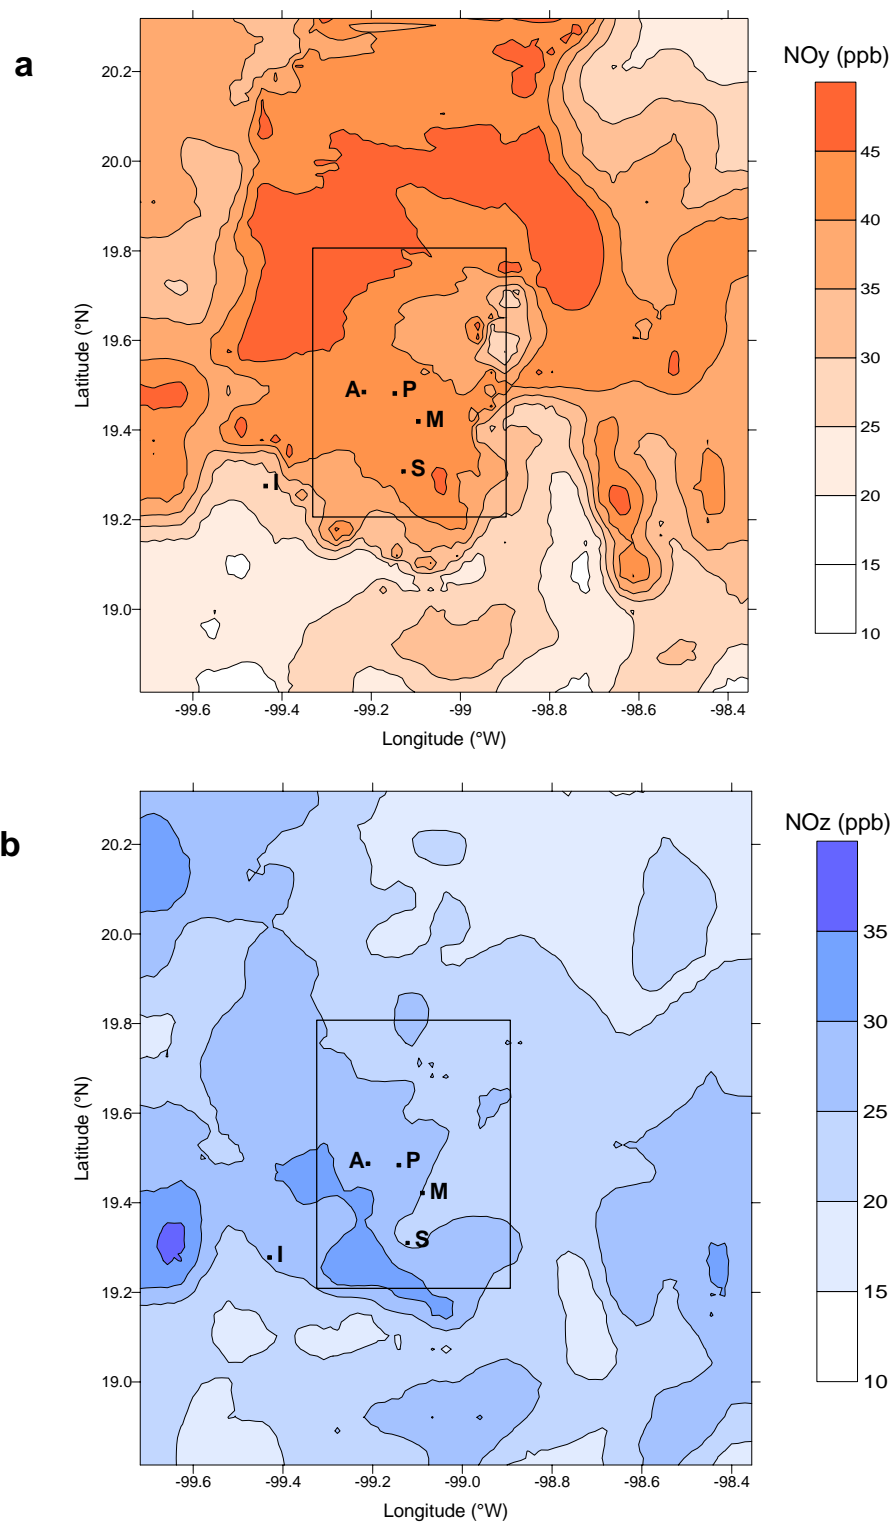 a
NOy (ppb)
20.2
20.0
19.8
19.6
19.4
19.2
19.0
Latitude (°N)
A
P
M
S
I
45
40
35
30
25
20
15
10
-99.6
-99.4
-99.2
-99
-98.8
-98.6
-98.4
Longitude (°W)
b
NOz (ppb)
20.2
20.0
19.8
19.6
19.4
19.2
19.0
Latitude (°N)
A
P
M
S
I
35
30
25
20
15
10
-99.6
-99.4
-99.2
-99.0
-98.8
-98.6
-98.4
Longitude (°W)